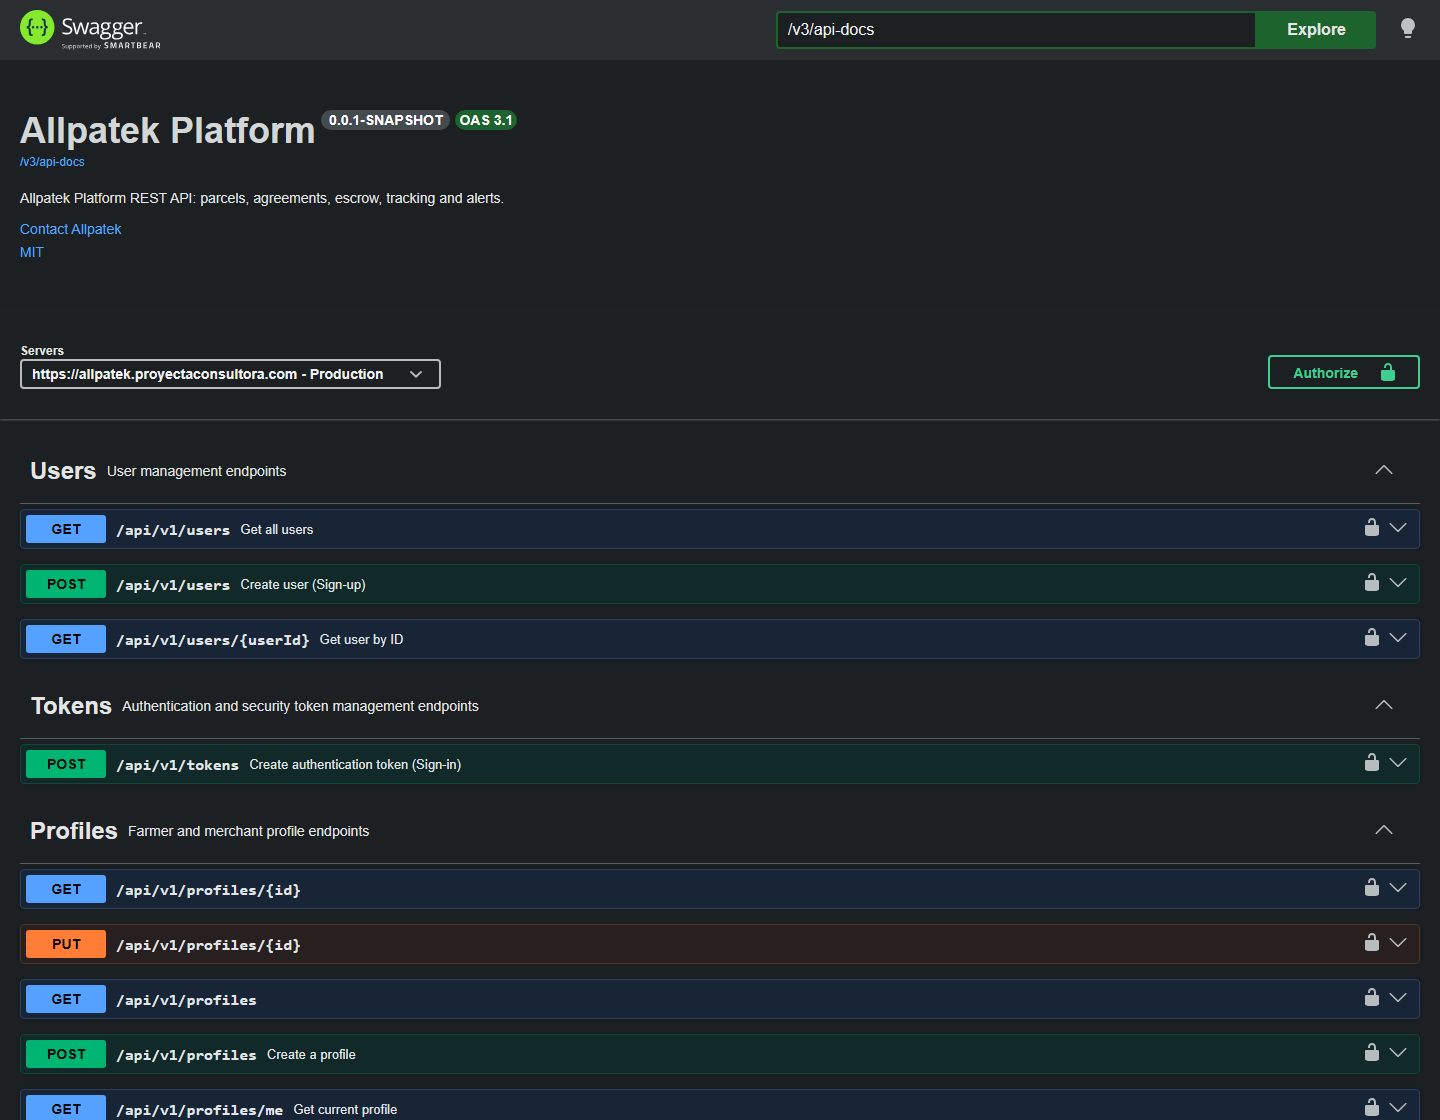 Swagger
Supported by SMARTBEAR
/v3/api-docs
Explore
Allpatek Platform
0.0.1-SNAPSHOT
OAS 3.1
/v3/api-docs
Allpatek Platform REST API: parcels, agreements, escrow, tracking and alerts.
Contact Allpatek
MIT
Servers
https://allpatek.proyectaconsultora.com - Production
Authorize
Users User management endpoints
GET /api/v1/users Get all users
POST /api/v1/users Create user (Sign-up)
GET /api/v1/users/{userId} Get user by ID
Tokens Authentication and security token management endpoints
POST /api/v1/tokens Create authentication token (Sign-in)
Profiles Farmer and merchant profile endpoints
GET /api/v1/profiles/{id}
PUT /api/v1/profiles/{id}
GET /api/v1/profiles
POST /api/v1/profiles Create a profile
GET /api/v1/profiles/me Get current profile